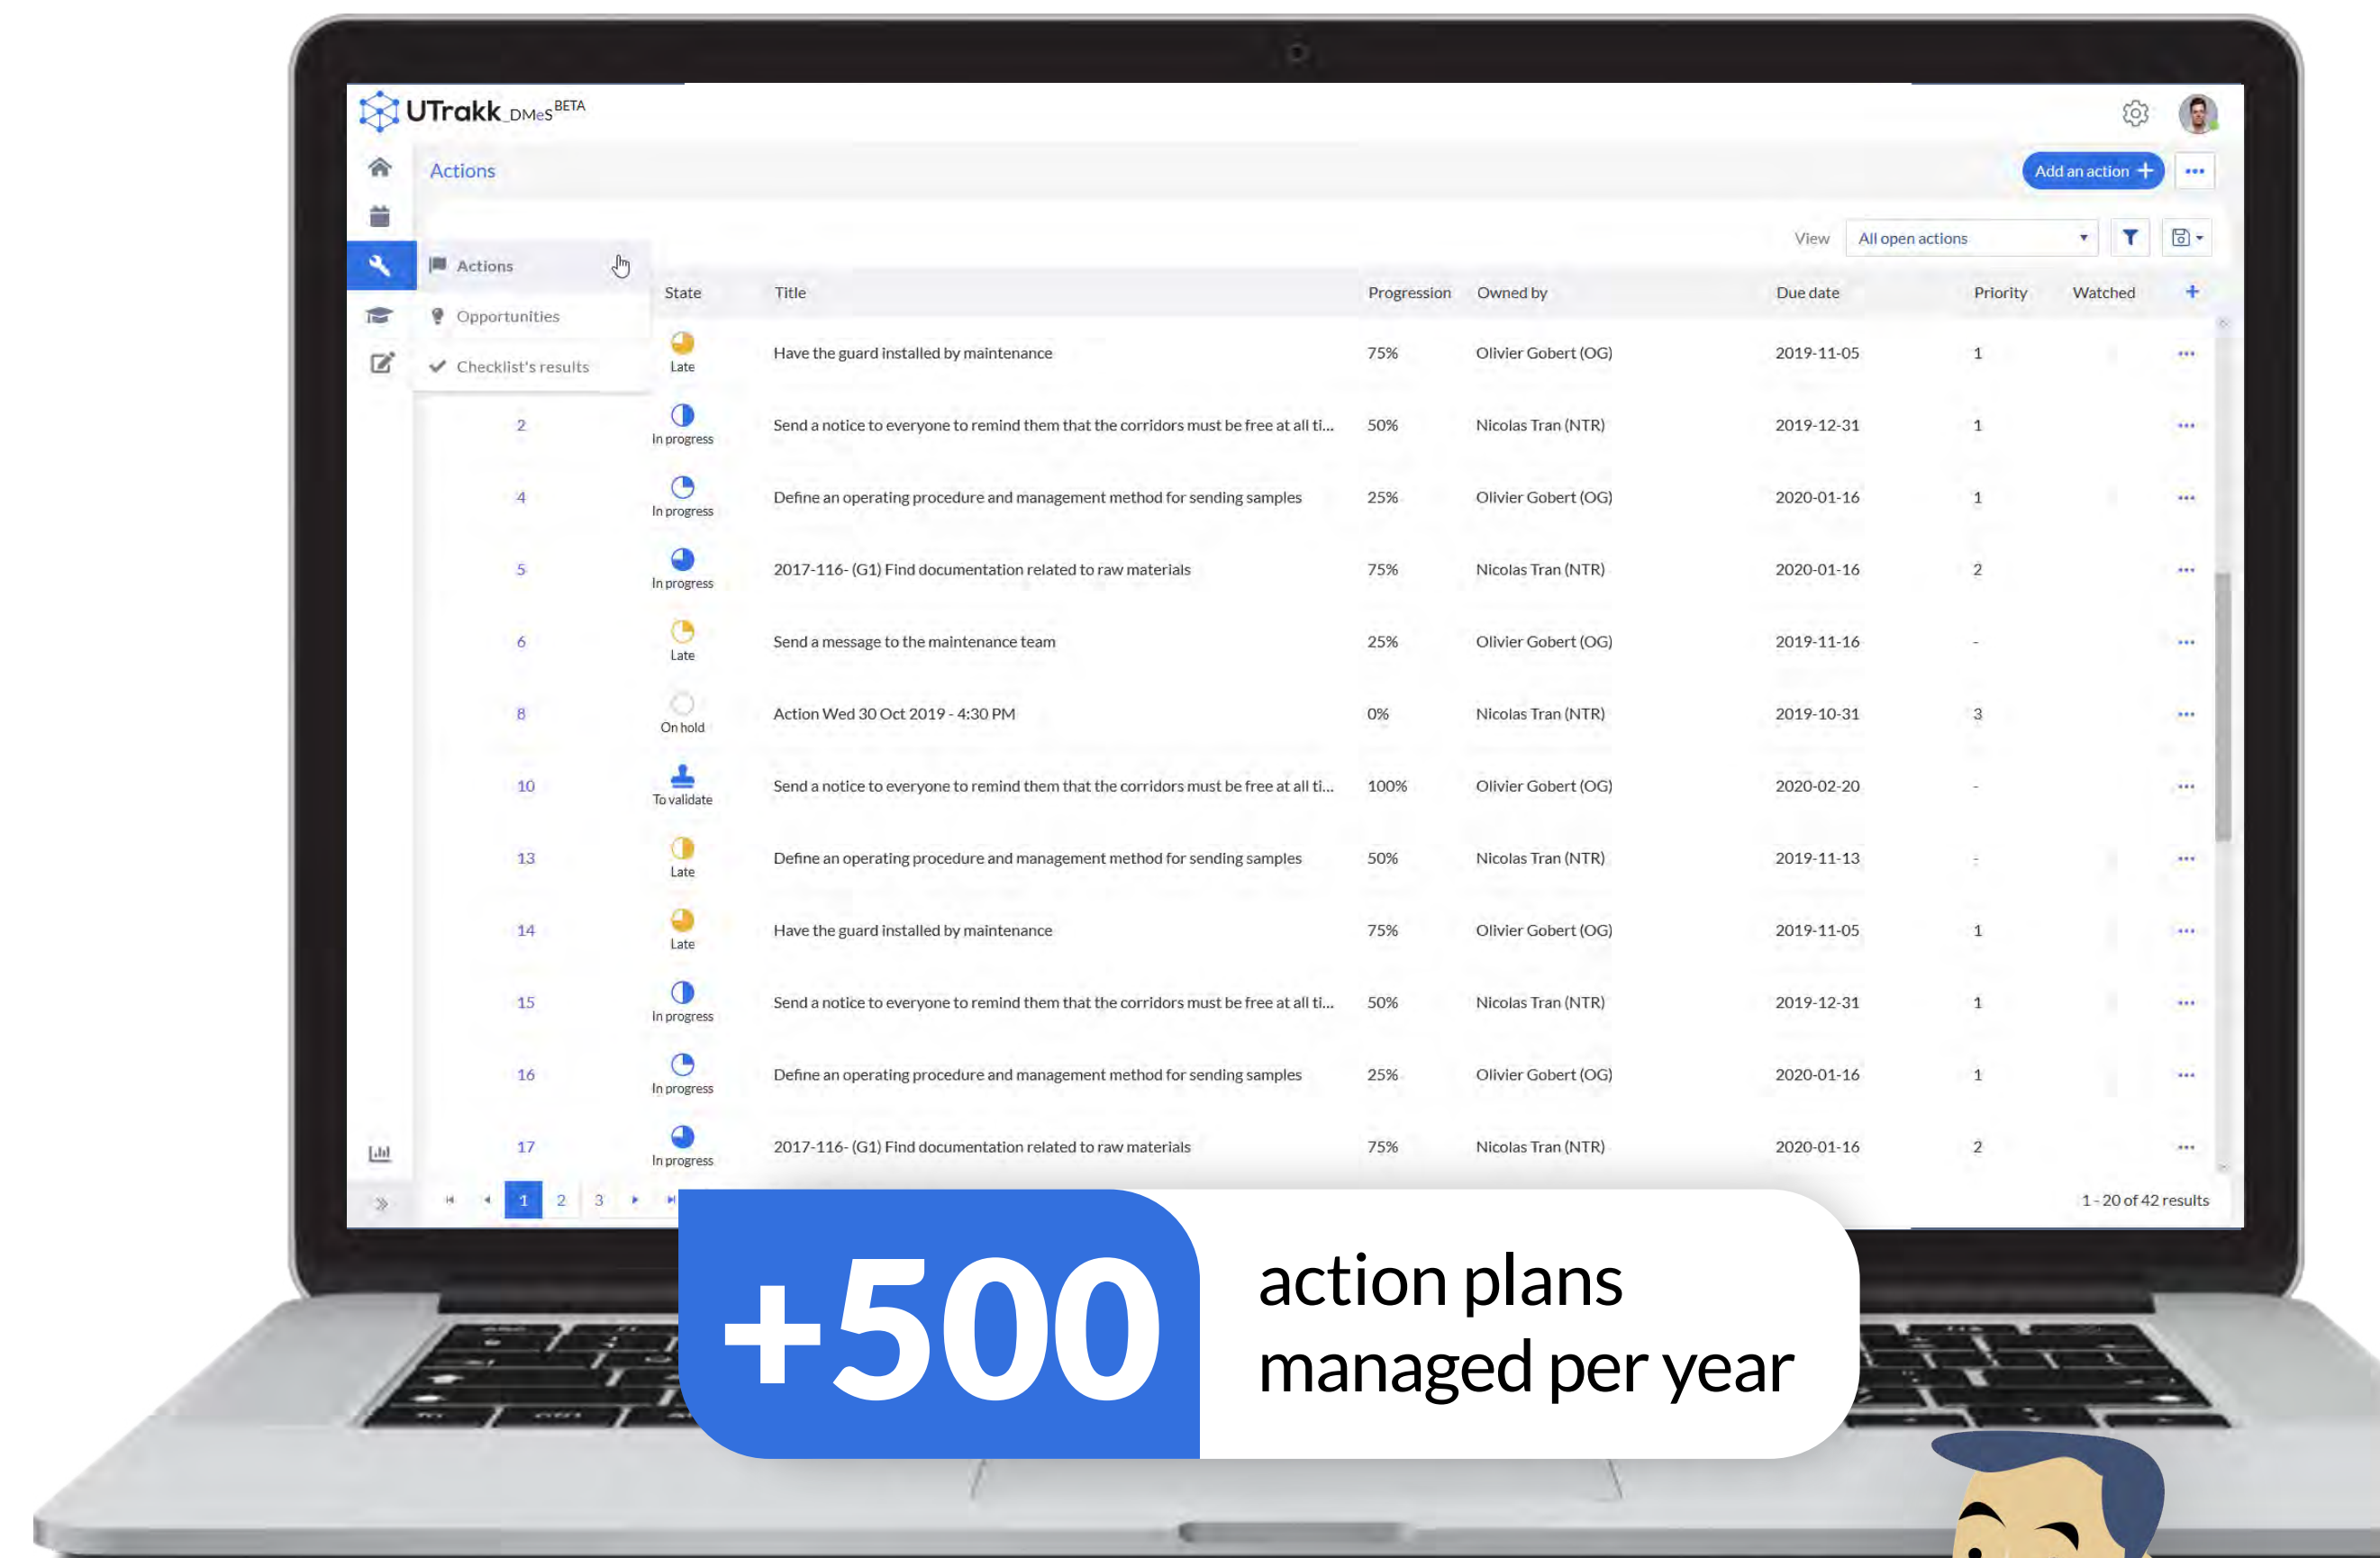 UTrakk_DMeS BETA
Actions
Add an action +
View All open actions
Actions
Opportunities
Checklist's results
State Title Progression Owned by Due date Priority Watched +
Late Have the guard installed by maintenance 75% Olivier Gobert (OG) 2019-11-05 1
2 In progress Send a notice to everyone to remind them that the corridors must be free at all ti... 50% Nicolas Tran (NTR) 2019-12-31 1
4 In progress Define an operating procedure and management method for sending samples 25% Olivier Gobert (OG) 2020-01-16 1
5 In progress 2017-116- (G1) Find documentation related to raw materials 75% Nicolas Tran (NTR) 2020-01-16 2
6 Late Send a message to the maintenance team 25% Olivier Gobert (OG) 2019-11-16 -
8 On hold Action Wed 30 Oct 2019 - 4:30 PM 0% Nicolas Tran (NTR) 2019-10-31 3
10 To validate Send a notice to everyone to remind them that the corridors must be free at all ti... 100% Olivier Gobert (OG) 2020-02-20 -
13 Late Define an operating procedure and management method for sending samples 50% Nicolas Tran (NTR) 2019-11-13 -
14 Late Have the guard installed by maintenance 75% Olivier Gobert (OG) 2019-11-05 1
15 In progress Send a notice to everyone to remind them that the corridors must be free at all ti... 50% Nicolas Tran (NTR) 2019-12-31 1
16 In progress Define an operating procedure and management method for sending samples 25% Olivier Gobert (OG) 2020-01-16 1
17 In progress 2017-116- (G1) Find documentation related to raw materials 75% Nicolas Tran (NTR) 2020-01-16 2
1 2 3 1 - 20 of 42 results
+500
action plans
managed per year